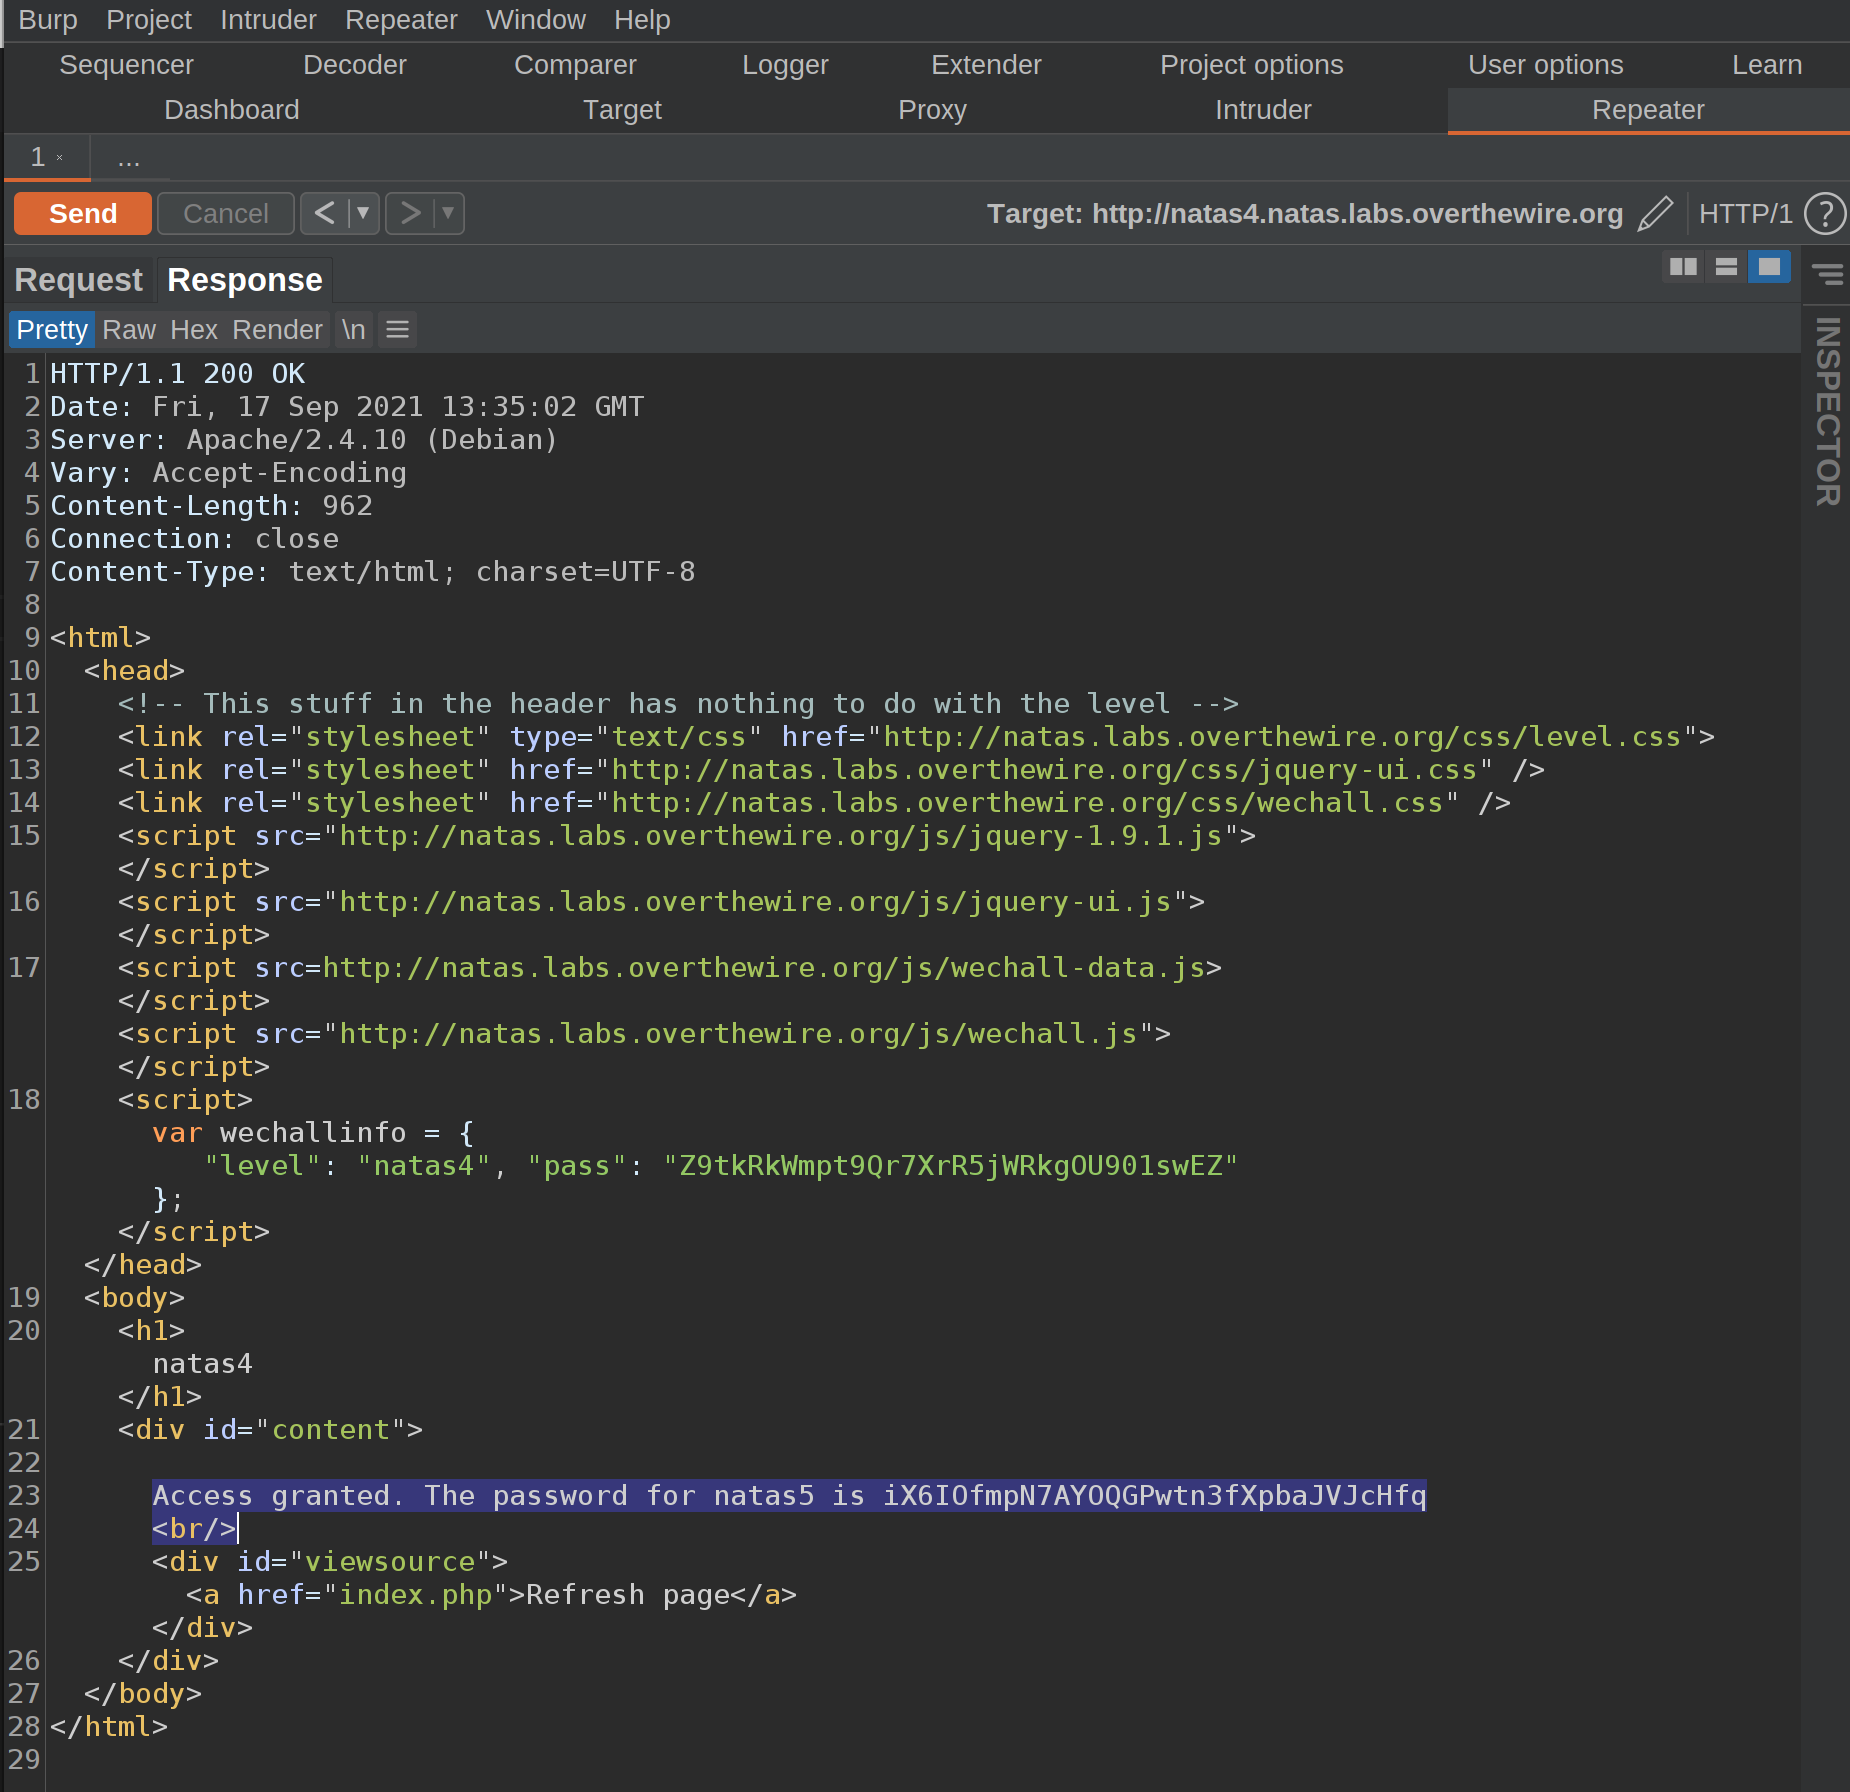 Burp Project Intruder Repeater Window Help
Sequencer Decoder Comparer Logger Extender Project options User options Learn
Dashboard Target Proxy Intruder Repeater
1 × ...
Send Cancel < ▼ > ▼ Target: http://natas4.natas.labs.overthewire.org HTTP/1 ?
Request Response
Pretty Raw Hex Render \n
INSPECTOR
1 HTTP/1.1 200 OK
2 Date: Fri, 17 Sep 2021 13:35:02 GMT
3 Server: Apache/2.4.10 (Debian)
4 Vary: Accept-Encoding
5 Content-Length: 962
6 Connection: close
7 Content-Type: text/html; charset=UTF-8
8
9 <html>
10 <head>
11 <!-- This stuff in the header has nothing to do with the level -->
12 <link rel="stylesheet" type="text/css" href="http://natas.labs.overthewire.org/css/level.css">
13 <link rel="stylesheet" href="http://natas.labs.overthewire.org/css/jquery-ui.css" />
14 <link rel="stylesheet" href="http://natas.labs.overthewire.org/css/wechall.css" />
15 <script src="http://natas.labs.overthewire.org/js/jquery-1.9.1.js">
</script>
16 <script src="http://natas.labs.overthewire.org/js/jquery-ui.js">
</script>
17 <script src=http://natas.labs.overthewire.org/js/wechall-data.js>
</script>
<script src="http://natas.labs.overthewire.org/js/wechall.js">
</script>
18 <script>
var wechallinfo = {
"level": "natas4", "pass": "Z9tkRkWmpt9Qr7XrR5jWRkgOU901swEZ"
};
</script>
</head>
19 <body>
20 <h1>
natas4
</h1>
21 <div id="content">
22
23 Access granted. The password for natas5 is iX6IOfmpN7AYOQGPwtn3fXpbaJVJcHfq
24 <br/>
25 <div id="viewsource">
<a href="index.php">Refresh page</a>
</div>
26 </div>
27 </body>
28 </html>
29